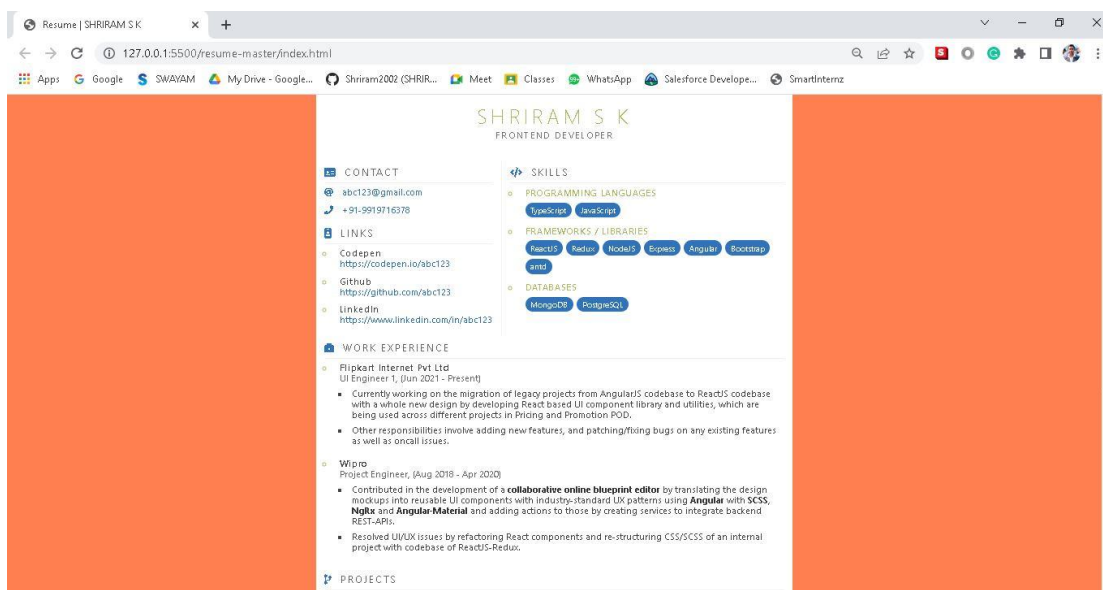 Resume | SHRIRAM S K
127.0.0.1:5500/resume-master/index.html
Apps Google SWAYAM My Drive - Google... Shriram2002 (SHRIR... Meet Classes WhatsApp Salesforce Develope... SmartInternz
SHRIRAM S K
FRONTEND DEVELOPER
CONTACT
abc123@gmail.com
+91-9919716378
LINKS
Codepen
https://codepen.io/abc123
Github
https://github.com/abc123
LinkedIn
https://www.linkedin.com/in/abc123
SKILLS
PROGRAMMING LANGUAGES
TypeScript JavaScript
FRAMEWORKS / LIBRARIES
ReactJS Redux NodeJS Express Angular Bootstrap
antd
DATABASES
MongoDB PostgreSQL
WORK EXPERIENCE
Flipkart Internet Pvt Ltd
UI Engineer 1, (Jun 2021 - Present)
Currently working on the migration of legacy projects from AngularJS codebase to ReactJS codebase
with a whole new design by developing React based UI component library and utilities, which are
being used across different projects in Pricing and Promotion POD.
Other responsibilities involve adding new features, and patching/fixing bugs on any existing features
as well as oncall issues.
Wipro
Project Engineer, (Aug 2018 - Apr 2020)
Contributed in the development of a collaborative online blueprint editor by translating the design
mockups into reusable UI components with industry-standard UX patterns using Angular with SCSS,
NgRx and Angular-Material and adding actions to those by creating services to integrate backend
REST-APIs.
Resolved UI/UX issues by refactoring React components and re-structuring CSS/SCSS of an internal
project with codebase of ReactJS-Redux.
PROJECTS